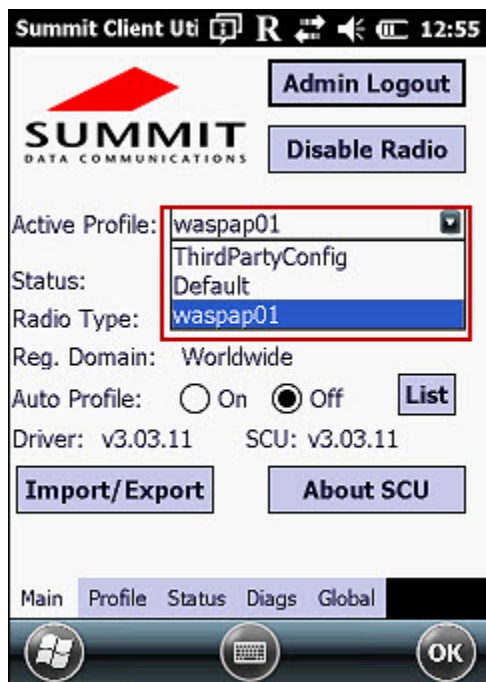 Summit Client Uti R 12:55
Admin Logout
SUMMIT
DATA COMMUNICATIONS
Disable Radio
Active Profile: waspap01
ThirdPartyConfig
Status: Default
Radio Type: waspap01
Reg. Domain: Worldwide
Auto Profile: On Off List
Driver: v3.03.11 SCU: v3.03.11
Import/Export About SCU
Main Profile Status Diags Global
OK